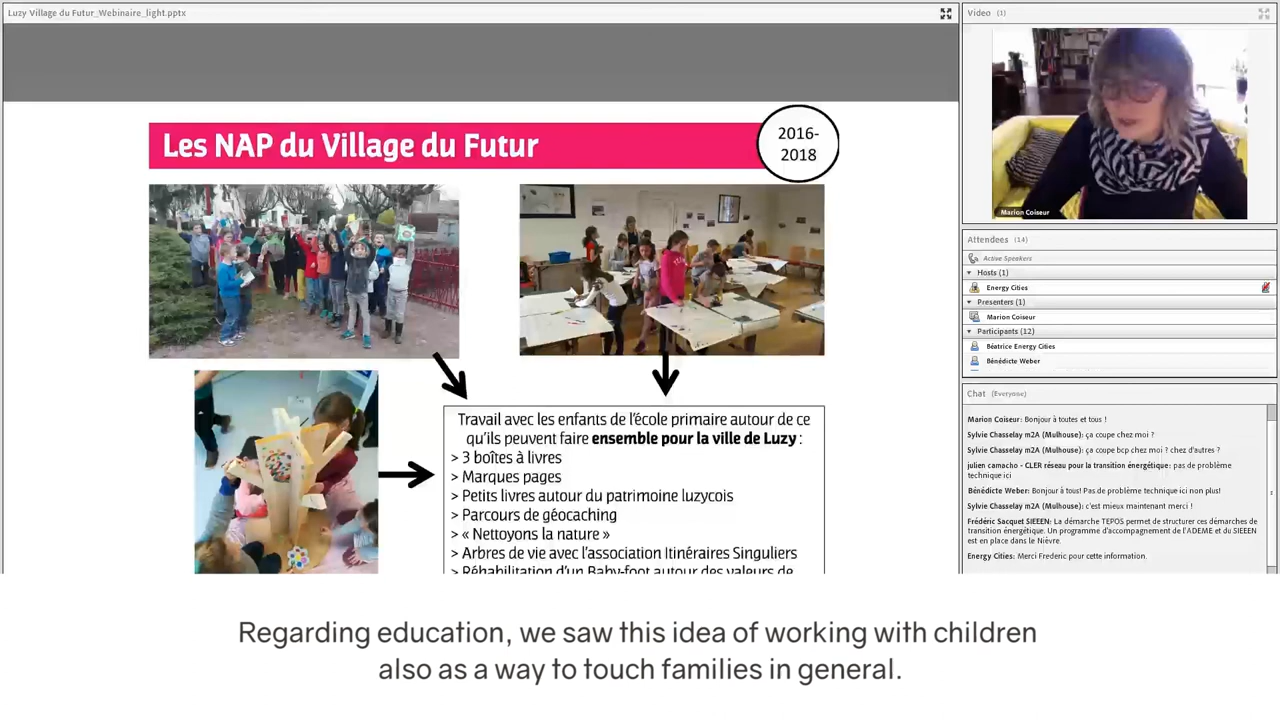 Luzy Village du Futur_Webinaire_light.pptx
Les NAP du Village du Futur
2016-
2018
Travail avec les enfants de l'école primaire autour de ce
qu'ils peuvent faire ensemble pour la ville de Luzy :
> 3 boîtes à livres
> Marques pages
> Petits livres autour du patrimoine luzycois
> Parcours de géocaching
> « Nettoyons la nature »
> Arbres de vie avec l'association Itinéraires Singuliers
> Réhabilitation d'un Baby-foot autour des valeurs de
Video (1)
Marion Coiseur
Attendees (14)
Active Speakers
Hosts (1)
Energy Cities
Presenters (1)
Marion Coiseur
Participants (12)
Béatrice Energy Cities
Bénédicte Weber
Chat (Everyone)
Marion Coiseur: Bonjour à toutes et tous !
Sylvie Chasselay m2A (Mulhouse): ça coupe chez moi ?
Sylvie Chasselay m2A (Mulhouse): ça coupe bcp chez moi ? chez d'autres ?
julien camacho - CLER réseau pour la transition énergétique: pas de problème
technique ici
Bénédicte Weber: Bonjour à tous! Pas de problème technique ici non plus!
Sylvie Chasselay m2A (Mulhouse): c'est mieux maintenant merci !
Frédéric Sacquet SIEEEN: La démarche TEPOS permet de structurer ces démarches de
transition énergétique. Un programme d'accompagnement de l'ADEME et du SIEEEN
est en place dans le Nièvre.
Energy Cities: Merci Frederic pour cette information.
Regarding education, we saw this idea of working with children
also as a way to touch families in general.